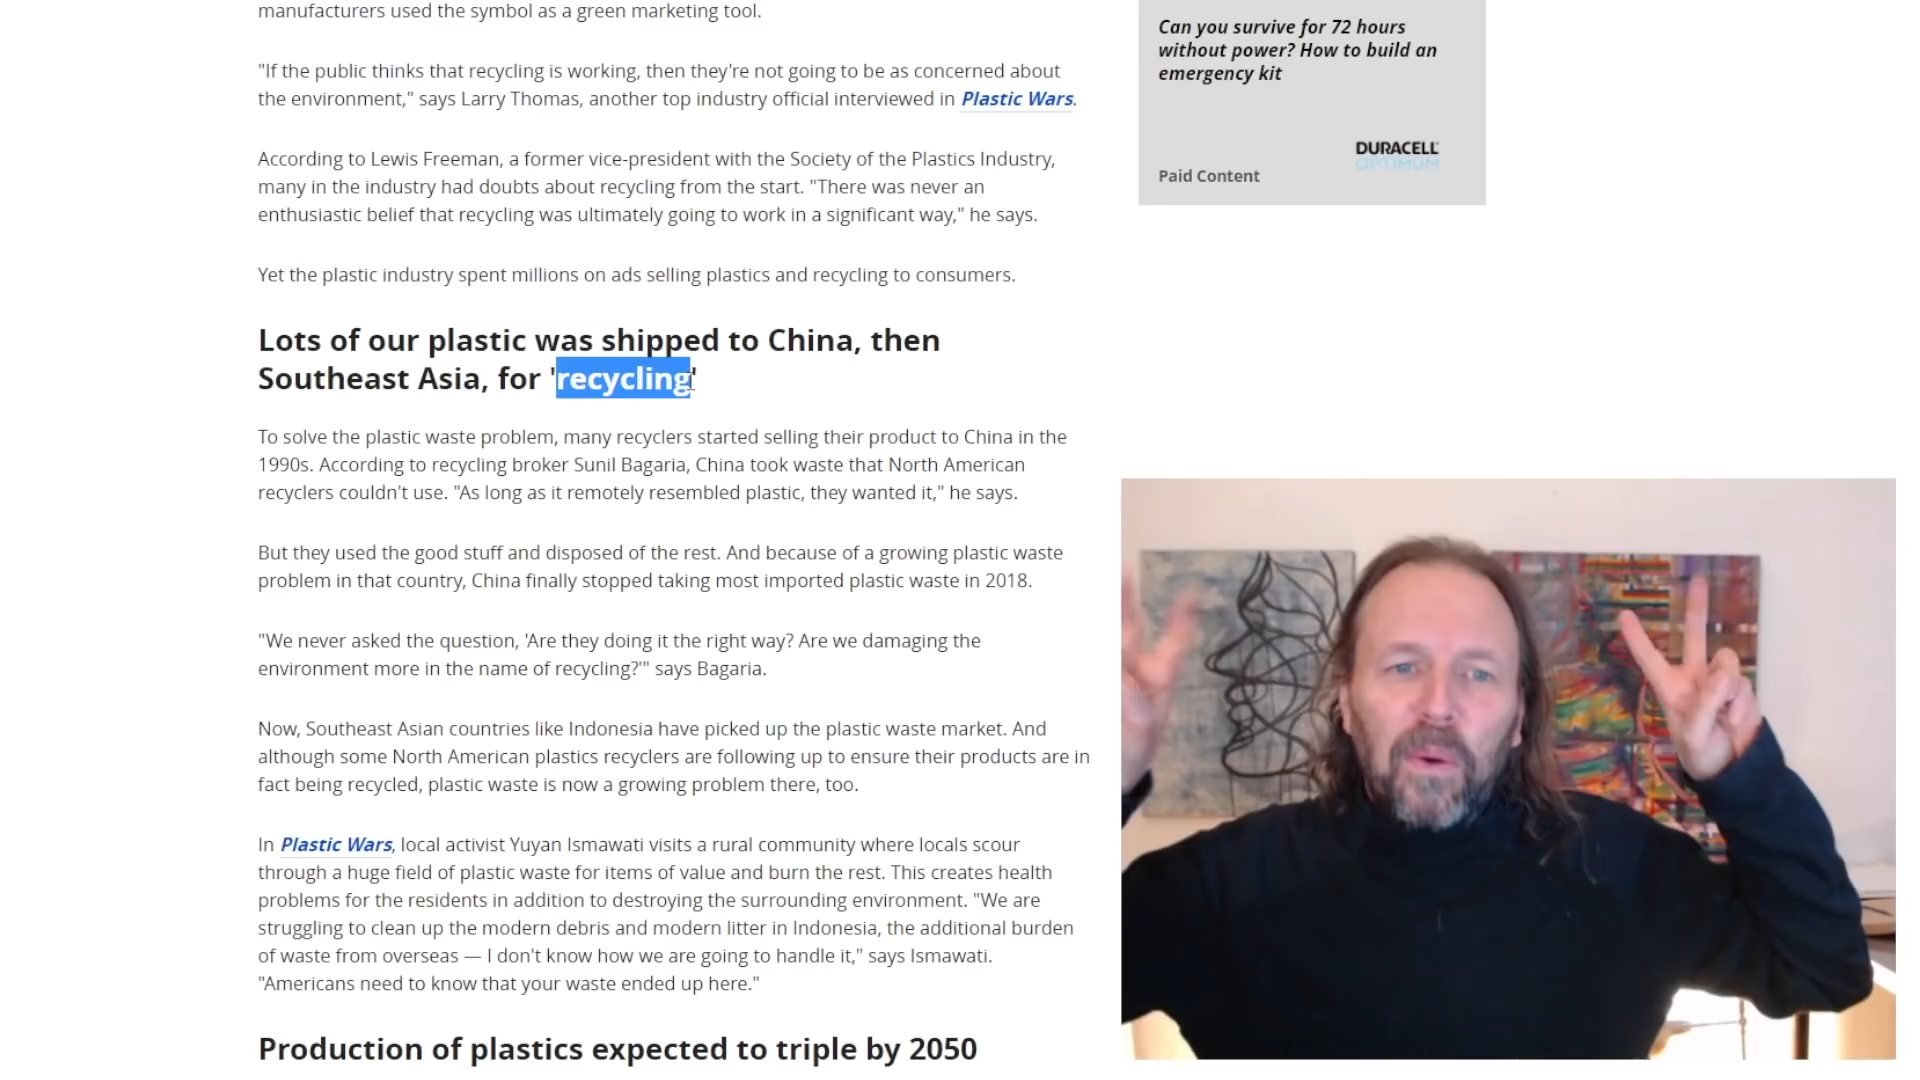 manufacturers used the symbol as a green marketing tool.
"If the public thinks that recycling is working, then they're not going to be as concerned about
the environment," says Larry Thomas, another top industry official interviewed in Plastic Wars.
According to Lewis Freeman, a former vice-president with the Society of the Plastics Industry,
many in the industry had doubts about recycling from the start. "There was never an
enthusiastic belief that recycling was ultimately going to work in a significant way," he says.
Yet the plastic industry spent millions on ads selling plastics and recycling to consumers.
Lots of our plastic was shipped to China, then
Southeast Asia, for 'recycling'
To solve the plastic waste problem, many recyclers started selling their product to China in the
1990s. According to recycling broker Sunil Bagaria, China took waste that North American
recyclers couldn't use. "As long as it remotely resembled plastic, they wanted it," he says.
But they used the good stuff and disposed of the rest. And because of a growing plastic waste
problem in that country, China finally stopped taking most imported plastic waste in 2018.
"We never asked the question, 'Are they doing it the right way? Are we damaging the
environment more in the name of recycling?'" says Bagaria.
Now, Southeast Asian countries like Indonesia have picked up the plastic waste market. And
although some North American plastics recyclers are following up to ensure their products are in
fact being recycled, plastic waste is now a growing problem there, too.
In Plastic Wars, local activist Yuyan Ismawati visits a rural community where locals scour
through a huge field of plastic waste for items of value and burn the rest. This creates health
problems for the residents in addition to destroying the surrounding environment. "We are
struggling to clean up the modern debris and modern litter in Indonesia, the additional burden
of waste from overseas — I don't know how we are going to handle it," says Ismawati.
"Americans need to know that your waste ended up here."
Production of plastics expected to triple by 2050
Can you survive for 72 hours
without power? How to build an
emergency kit
DURACELL
OPTIMUM
Paid Content